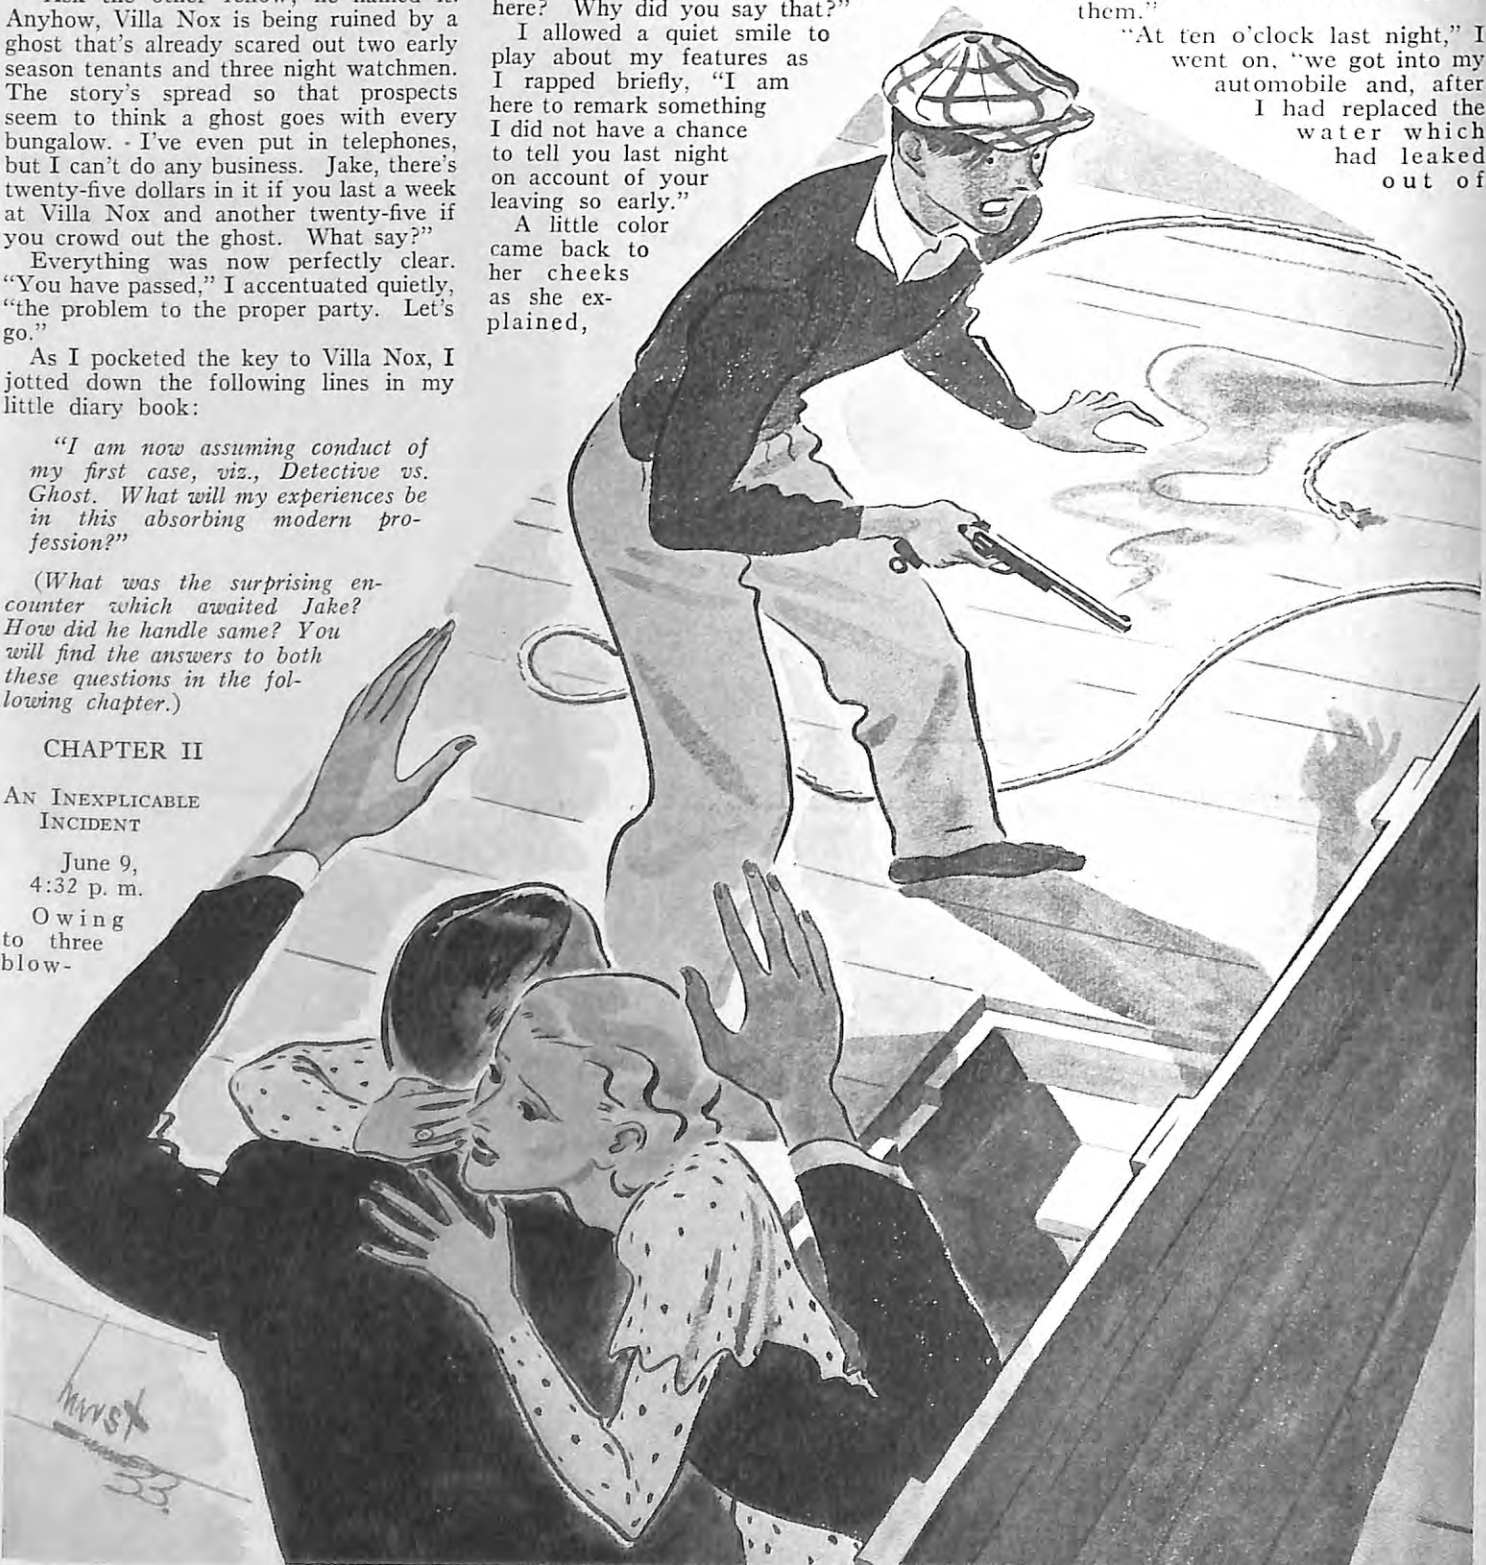 Anyhow, Villa Nox is being ruined by a
ghost that's already scared out two early
season tenants and three night watchmen.
The story's spread so that prospects
seem to think a ghost goes with every
bungalow. - I've even put in telephones,
but I can't do any business. Jake, there's
twenty-five dollars in it if you last a week
at Villa Nox and another twenty-five if
you crowd out the ghost. What say?"
Everything was now perfectly clear.
"You have passed," I accentuated quietly,
"the problem to the proper party. Let's
go."
As I pocketed the key to Villa Nox, I
jotted down the following lines in my
little diary book:
"I am now assuming conduct of
my first case, viz., Detective vs.
Ghost. What will my experiences be
in this absorbing modern pro-
fession?"
(What was the surprising en-
counter which awaited Jake?
How did he handle same? You
will find the answers to both
these questions in the fol-
lowing chapter.)
CHAPTER II
AN INEXPLICABLE
INCIDENT
June 9,
4:32 p. m.
Owing
to three
blow-
here? Why did you say that?"
I allowed a quiet smile to
play about my features as
I rapped briefly, "I am
here to remark something
I did not have a chance
to tell you last night
on account of your
leaving so early."
A little color
came back to
her cheeks
as she ex-
plained,
them."
"At ten o'clock last night," I
went on, "we got into my
automobile and, after
I had replaced the
water which
had leaked
out of
hurst
33.